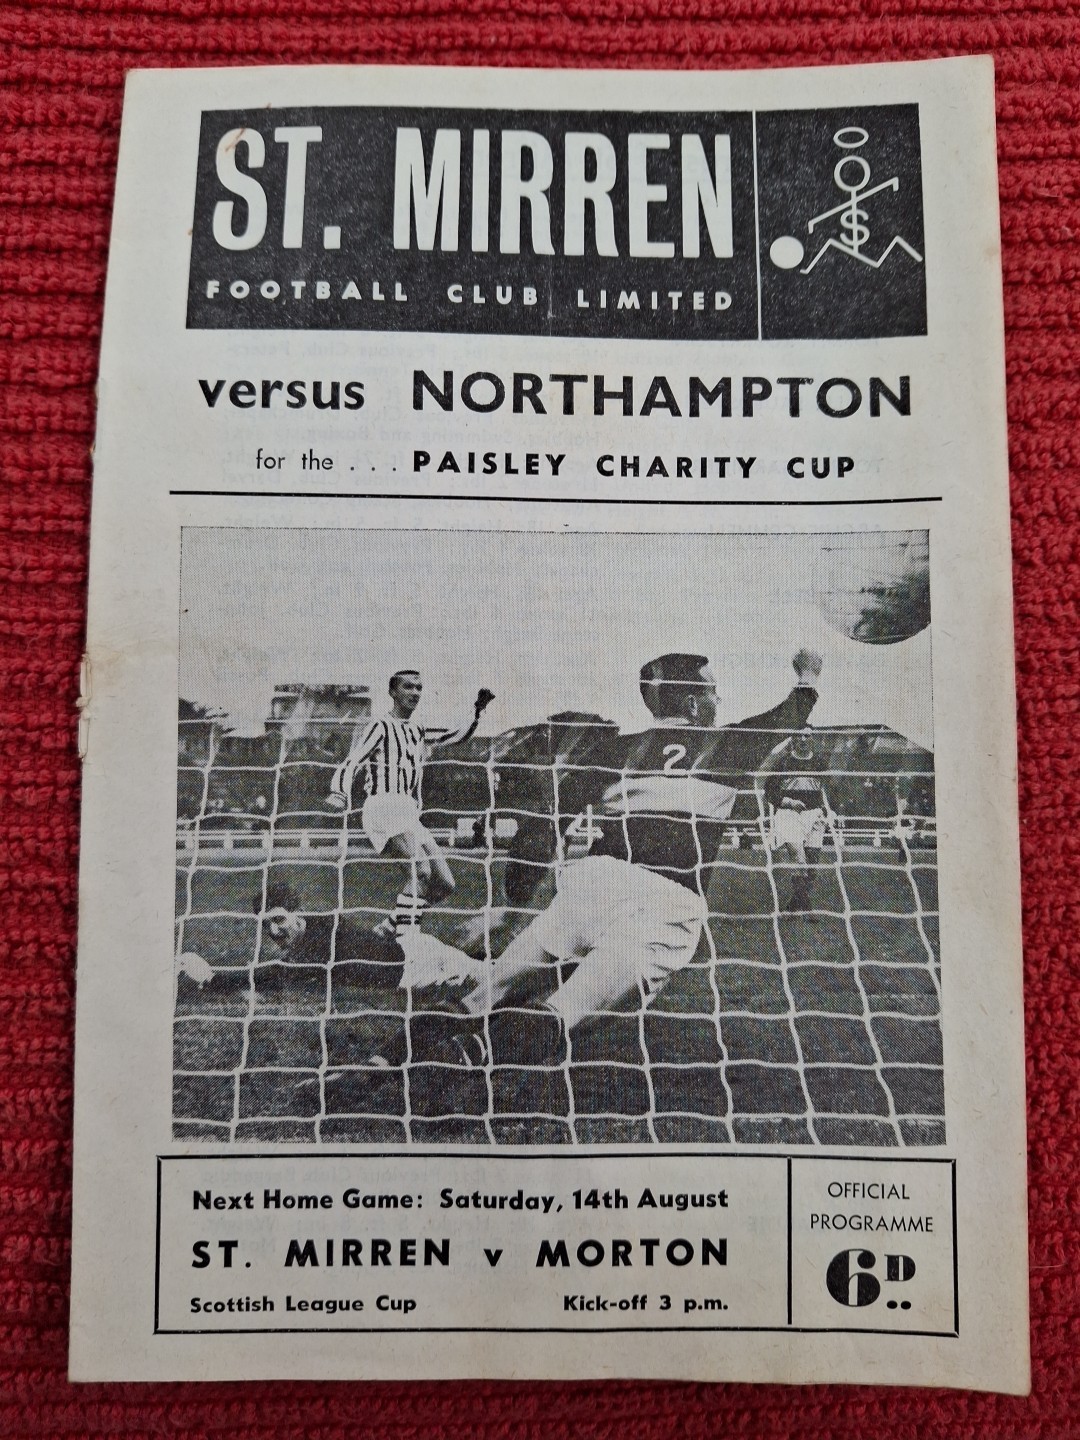 ST. MIRREN
FOOTBALL CLUB LIMITED
versus NORTHAMPTON
for the . . . PAISLEY CHARITY CUP
2
Next Home Game: Saturday, 14th August
ST. MIRREN v MORTON
Scottish League Cup Kick-off 3 p.m.
OFFICIAL
PROGRAMME
6D..